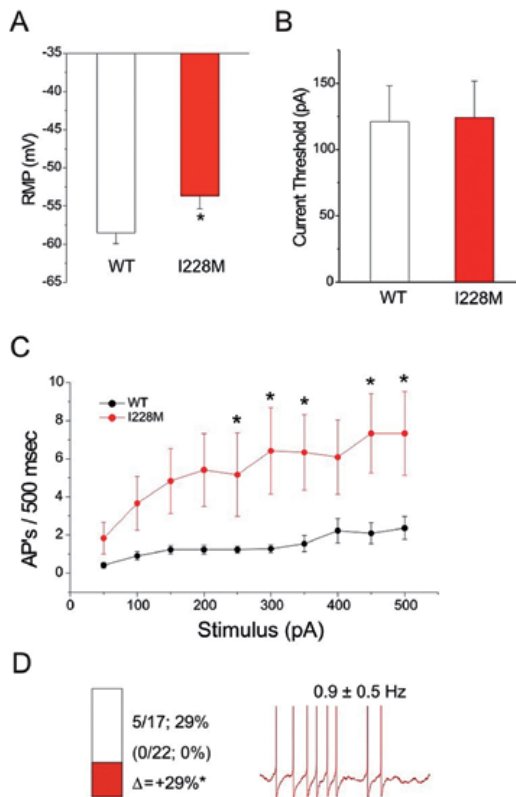 A
-35
-40
-45
-50
-55
-60
-65
RMP (mV)
WT
I228M
*
B
150
100
50
0
Current Threshold (pA)
WT
I228M
C
10
8
6
4
2
0
AP's / 500 msec
WT
I228M
* * * * *
0 100 200 300 400 500
Stimulus (pA)
D
5/17; 29%
(0/22; 0%)
Δ=+29%*
0.9 ± 0.5 Hz